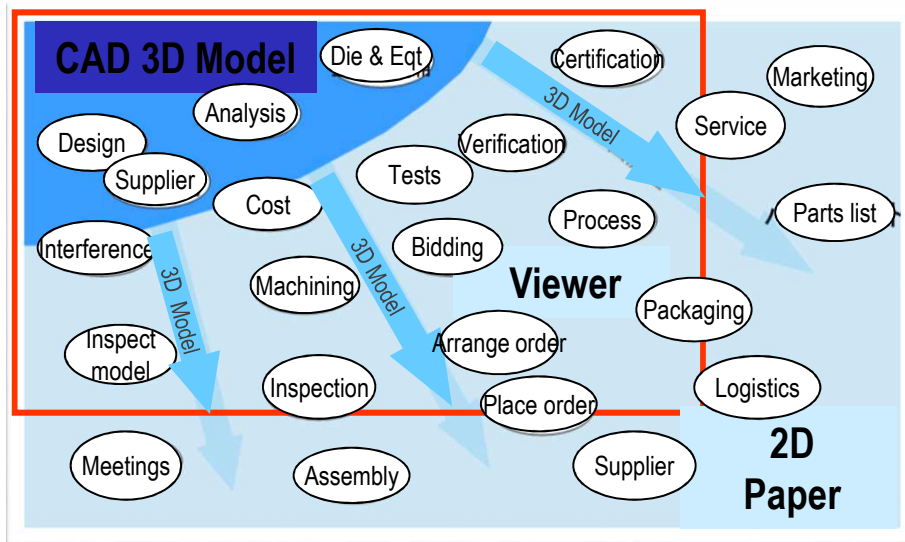 CAD 3D Model
Die & Eqt
Certification
Marketing
Analysis
3D Model
Service
Design
Verification
Supplier
Tests
Cost
Process
Parts list
Interference
Bidding
3D Model
3D Model
Machining
Viewer
Packaging
Inspect
model
Arrange order
Inspection
Place order
Logistics
2D
Paper
Meetings
Assembly
Supplier